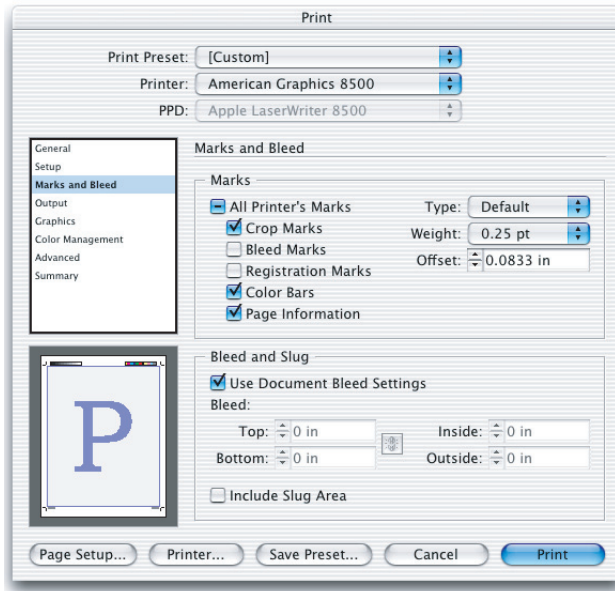 Print
Print Preset: [Custom]
Printer: American Graphics 8500
PPD: Apple LaserWriter 8500
General
Setup
Marks and Bleed
Output
Graphics
Color Management
Advanced
Summary
Marks and Bleed
Marks
All Printer's Marks
Crop Marks
Bleed Marks
Registration Marks
Color Bars
Page Information
Type: Default
Weight: 0.25 pt
Offset: 0.0833 in
P
Bleed and Slug
Use Document Bleed Settings
Bleed:
Top: 0 in Inside: 0 in
Bottom: 0 in Outside: 0 in
Include Slug Area
Page Setup... Printer... Save Preset... Cancel Print